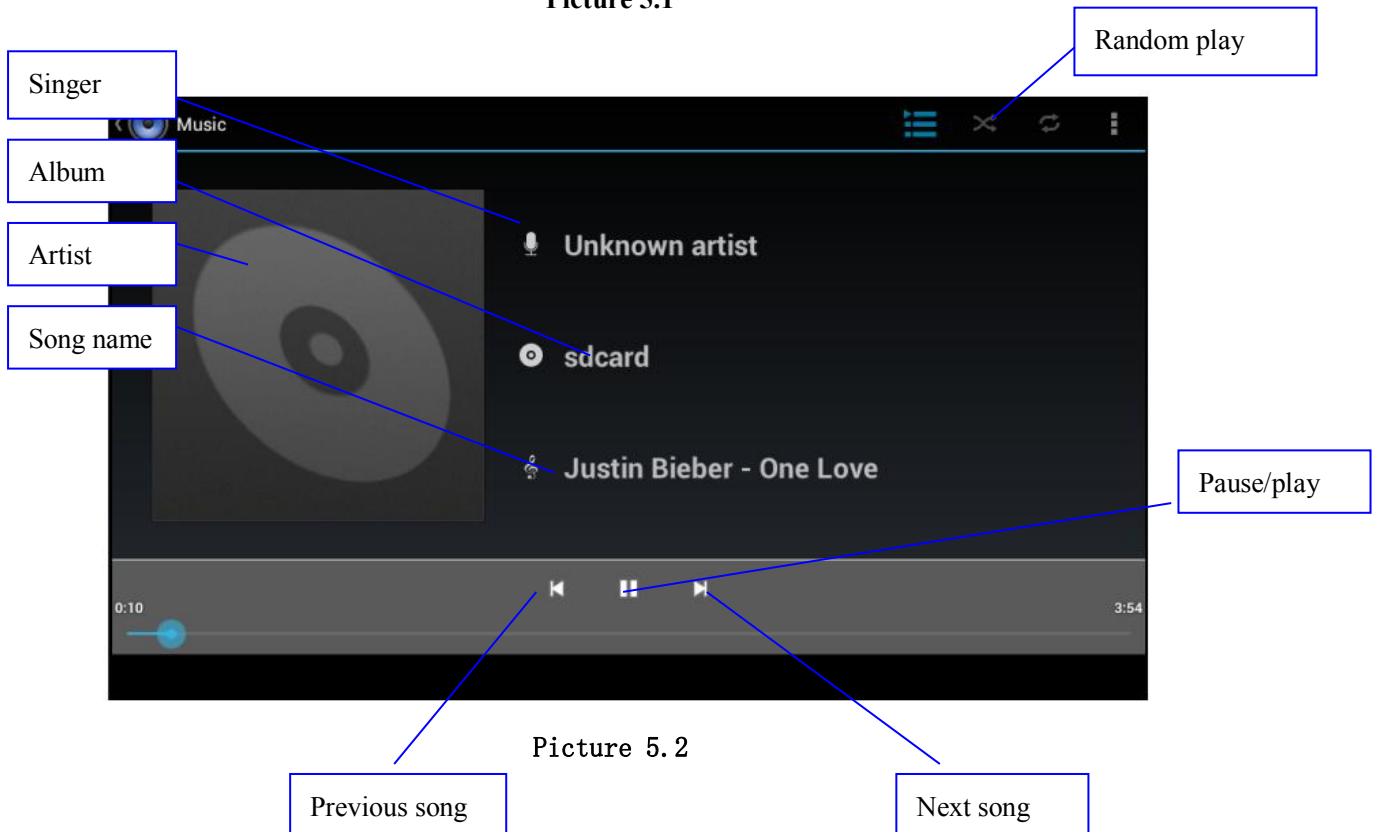 Picture 5.1
Random play
Singer
Music
Album
Artist
Unknown artist
Song name
sdcard
Justin Bieber - One Love
Pause/play
0:10
3:54
Picture 5.2
Previous song
Next song